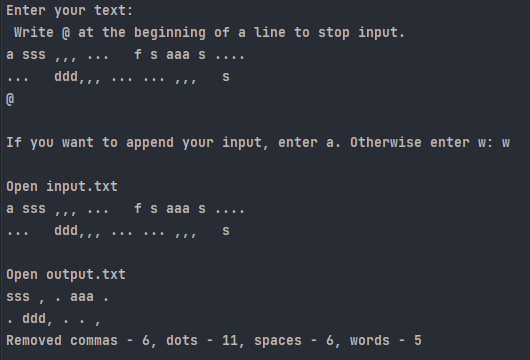 Enter your text:
 Write @ at the beginning of a line to stop input.
a sss ,,, ...   f s aaa s ....
...   ddd,,, ... ... ,,,   s
@

If you want to append your input, enter a. Otherwise enter w: w

Open input.txt
a sss ,,, ...   f s aaa s ....
...   ddd,,, ... ... ,,,   s

Open output.txt
sss , . aaa .
. ddd, . . ,
Removed commas - 6, dots - 11, spaces - 6, words - 5